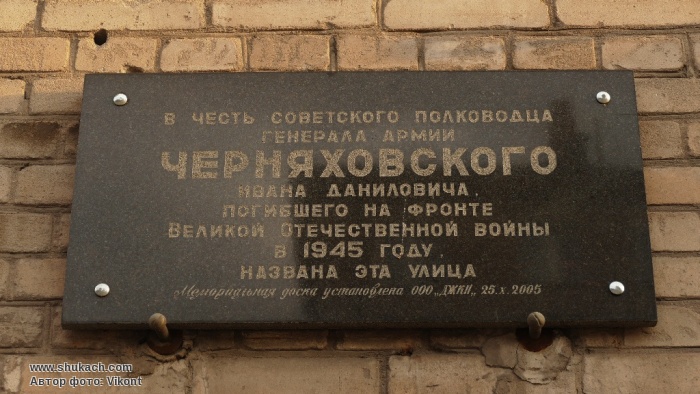 В ЧЕСТЬ СОВЕТСКОГО ПОЛКОВОДЦА
ГЕНЕРАЛА АРМИИ
ЧЕРНЯХОВСКОГО
ИВАНА ДАНИЛОВИЧА,
ПОГИБШЕГО НА ФРОНТЕ
ВЕЛИКОЙ ОТЕЧЕСТВЕННОЙ ВОЙНЫ
В 1945 ГОДУ,
НАЗВАНА ЭТА УЛИЦА
Мемориальная доска установлена ООО „ДЖКИ„ 25.х.2005
www.shukach.com
Автор фото: Vikont